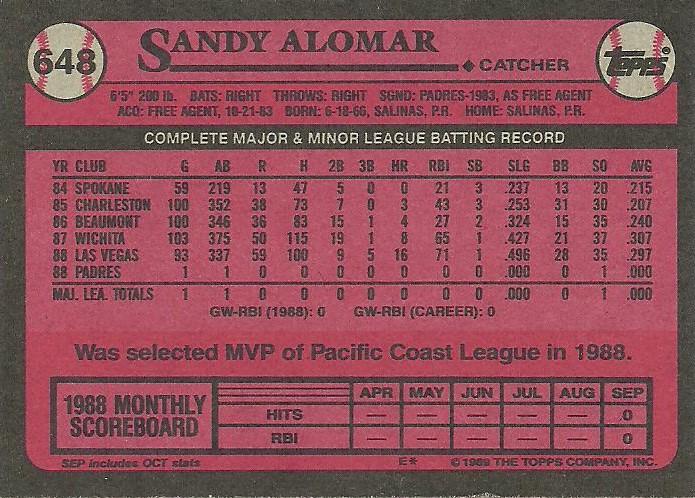 648 SANDY ALOMAR TOPPS
◆ CATCHER
6'5" 200 lb. BATS: RIGHT THROWS: RIGHT SGND: PADRES-1983, AS FREE AGENT
ACQ: FREE AGENT, 10-21-83 BORN: 6-18-66, SALINAS, P.R. HOME: SALINAS, P.R.
COMPLETE MAJOR & MINOR LEAGUE BATTING RECORD
YR CLUB G AB R H 2B 3B HR RBI SB SLG BB SO AVG
84 SPOKANE 59 219 13 47 5 0 0 21 3 .237 13 20 .215
85 CHARLESTON 100 352 38 73 7 0 3 43 3 .253 31 30 .207
86 BEAUMONT 100 346 36 83 15 1 4 27 2 .324 15 35 .240
87 WICHITA 103 375 50 115 19 1 8 65 1 .427 21 37 .307
88 LAS VEGAS 93 337 59 100 9 5 16 71 1 .496 28 35 .297
88 PADRES 1 1 0 0 0 0 0 0 0 .000 0 1 .000
MAJ. LEA. TOTALS 1 1 0 0 0 0 0 0 0 .000 0 1 .000
GW-RBI (1988): 0 GW-RBI (CAREER): 0
Was selected MVP of Pacific Coast League in 1988.
1988 MONTHLY SCOREBOARD
APR MAY JUN JUL AUG SEP
HITS — — — — — .0
RBI — — — — — 0
SEP includes OCT stats E* © 1989 THE TOPPS COMPANY, INC.